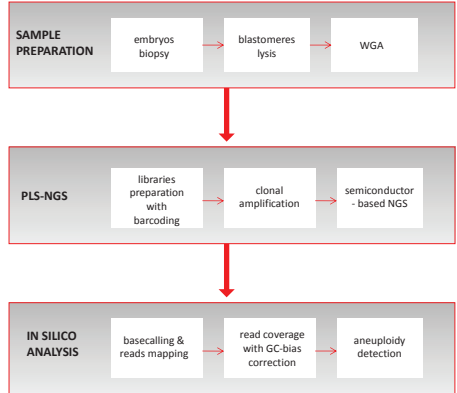 SAMPLE
PREPARATION
embryos
biopsy
blastomeres
lysis
WGA
PLS-NGS
libraries
preparation
with
barcoding
clonal
amplification
semiconductor
- based NGS
IN SILICO
ANALYSIS
basecalling &
reads mapping
read coverage
with GC-bias
correction
aneuploidy
detection